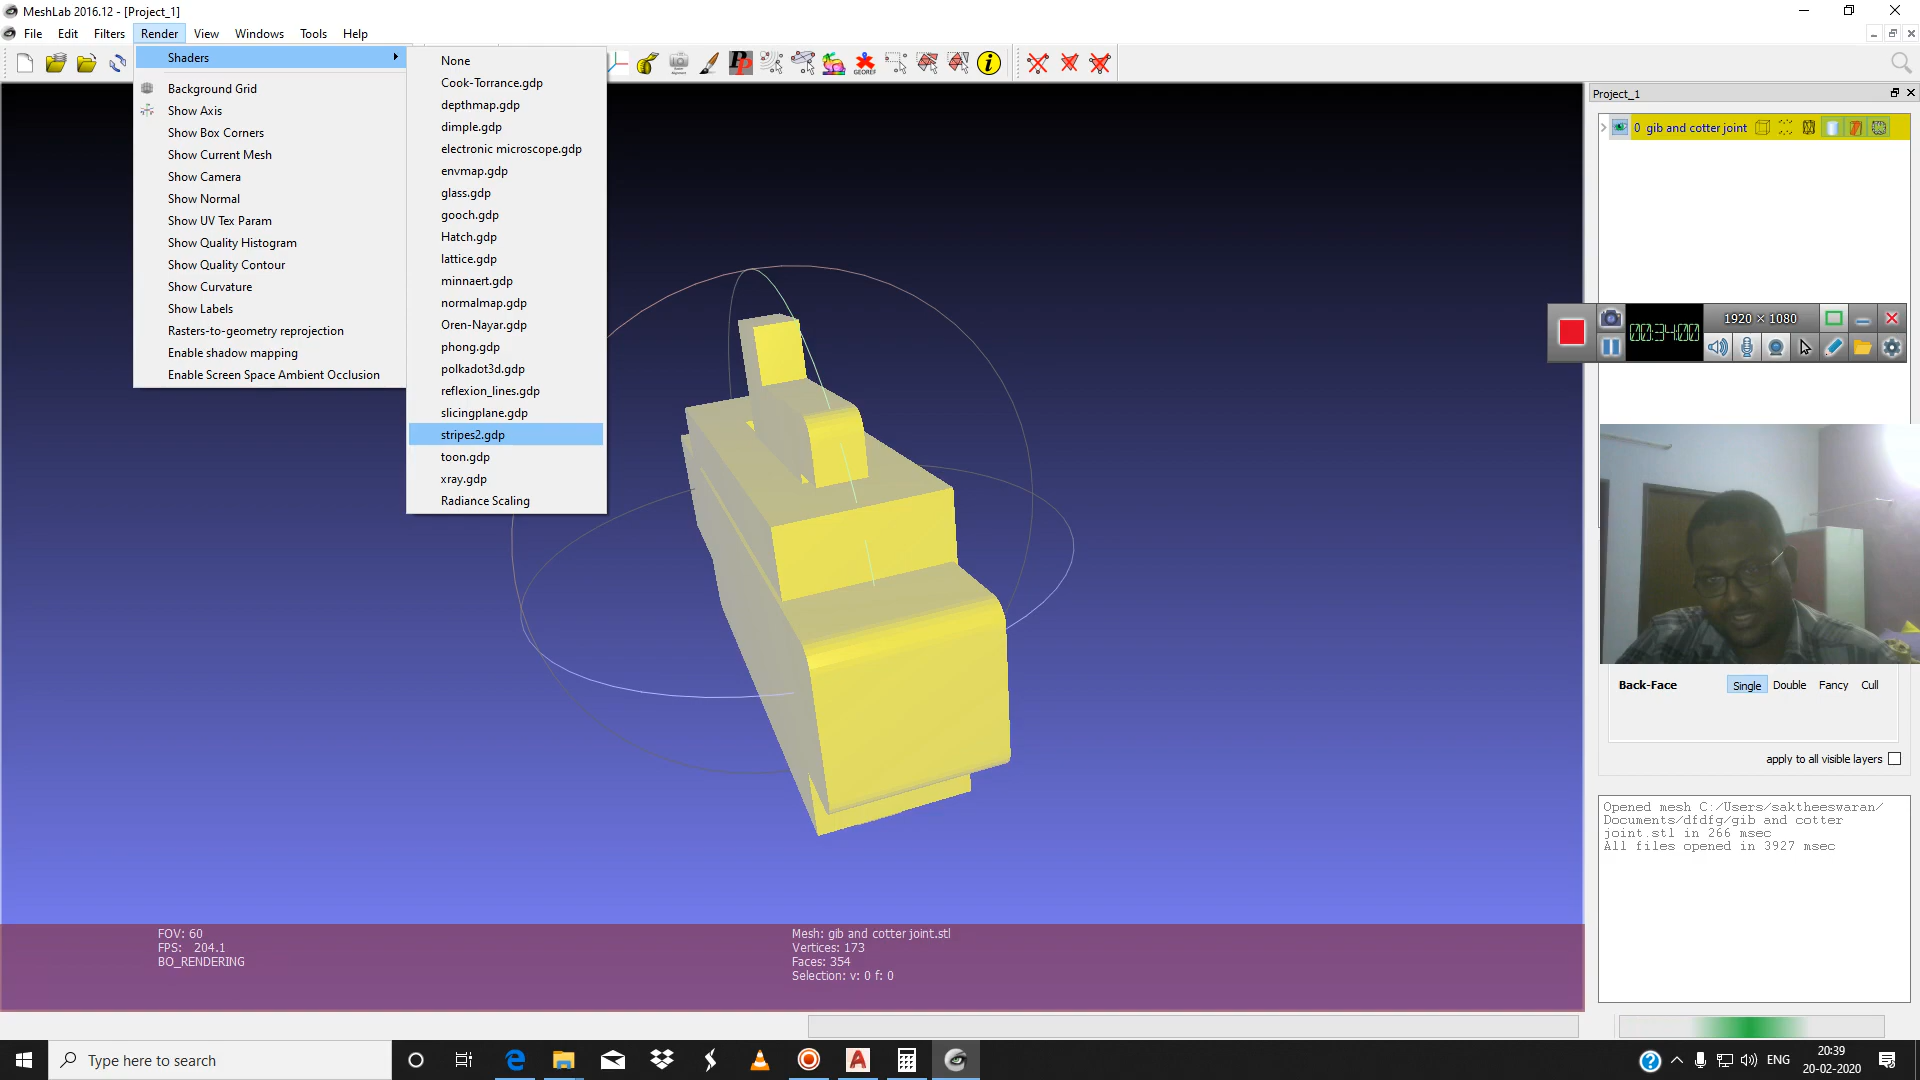 MeshLab 2016.12 - [Project_1]
File Edit Filters Render View Windows Tools Help
Shaders
Background Grid
Show Axis
Show Box Corners
Show Current Mesh
Show Camera
Show Normal
Show UV Tex Param
Show Quality Histogram
Show Quality Contour
Show Curvature
Show Labels
Rasters-to-geometry reprojection
Enable shadow mapping
Enable Screen Space Ambient Occlusion
None
Cook-Torrance.gdp
depthmap.gdp
dimple.gdp
electronic microscope.gdp
envmap.gdp
glass.gdp
gooch.gdp
Hatch.gdp
lattice.gdp
minnaert.gdp
normalmap.gdp
Oren-Nayar.gdp
phong.gdp
polkadot3d.gdp
reflexion_lines.gdp
slicingplane.gdp
stripes2.gdp
toon.gdp
xray.gdp
Radiance Scaling
PP
GEOREF
Project_1
0 gib and cotter joint
00:34:00
1920 × 1080
Back-Face Single Double Fancy Cull
apply to all visible layers
Opened mesh C:/Users/saktheeswaran/
Documents/dfdfg/gib and cotter
joint.stl in 266 msec
All files opened in 3927 msec
FOV: 60
FPS: 204.1
BO_RENDERING
Mesh: gib and cotter joint.stl
Vertices: 173
Faces: 354
Selection: v: 0 f: 0
Type here to search
ENG
20:39
20-02-2020